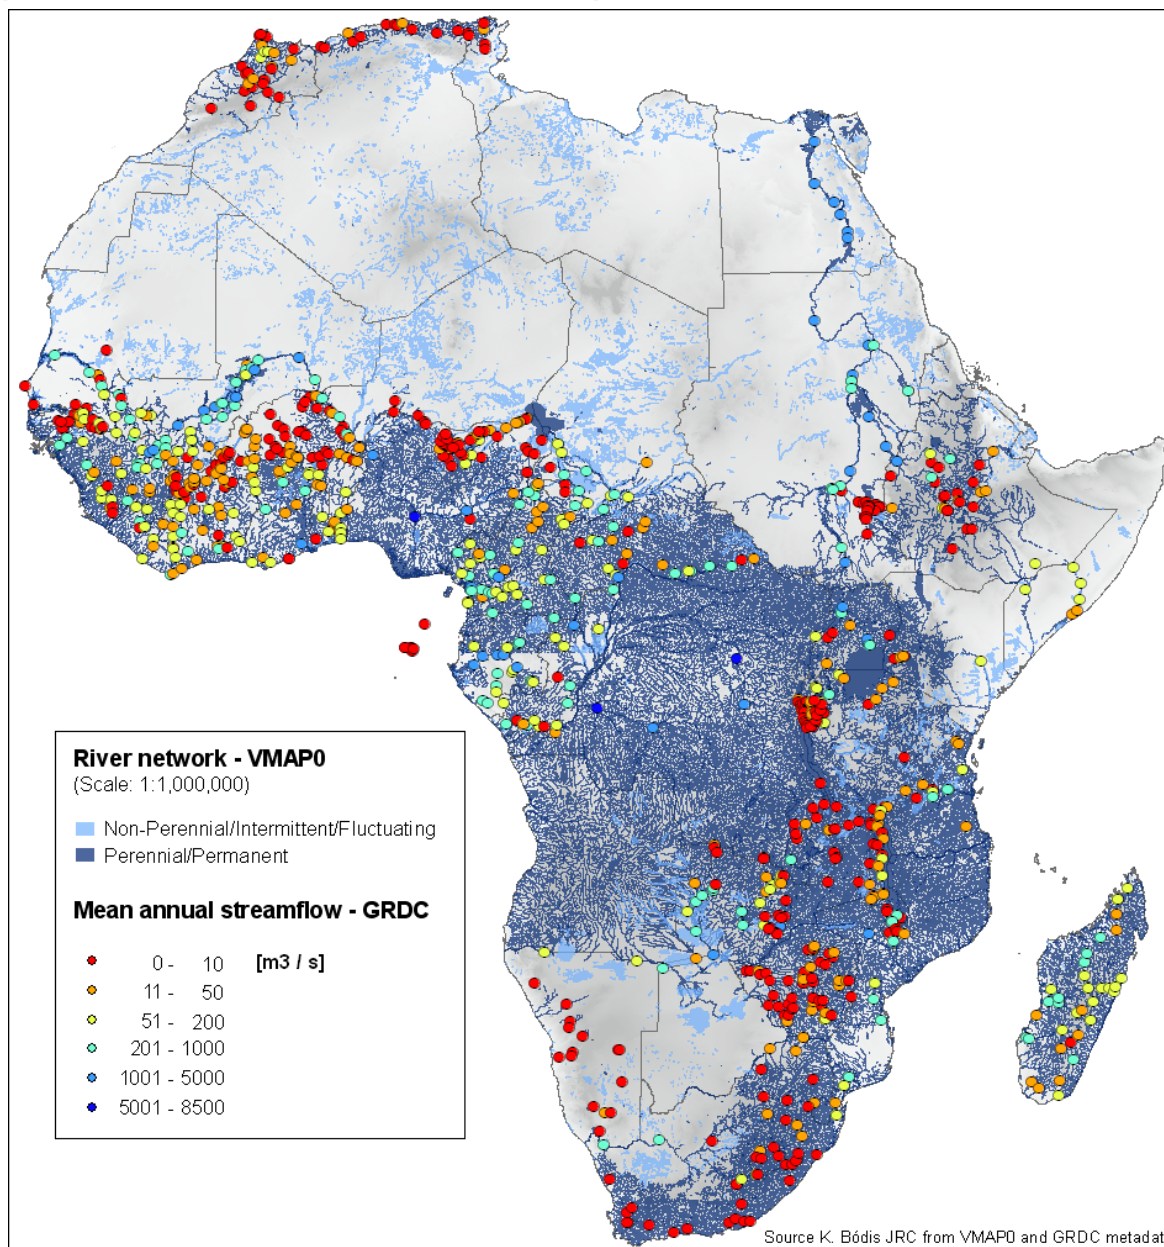 River network - VMAP0
(Scale: 1:1,000,000)
Non-Perennial/Intermittent/Fluctuating
Perennial/Permanent
Mean annual streamflow - GRDC
0 - 10 [m3 / s]
11 - 50
51 - 200
201 - 1000
1001 - 5000
5001 - 8500
Source K. Bódis JRC from VMAP0 and GRDC metadat